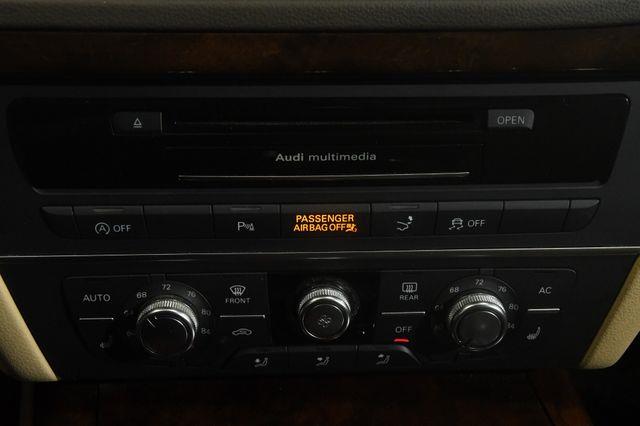 OPEN
Audi multimedia
A OFF
P
PASSENGER
AIRBAG OFF
OFF
AUTO
68 72 76 80 84
FRONT
REAR
OFF
68 72 76 80 84
AC